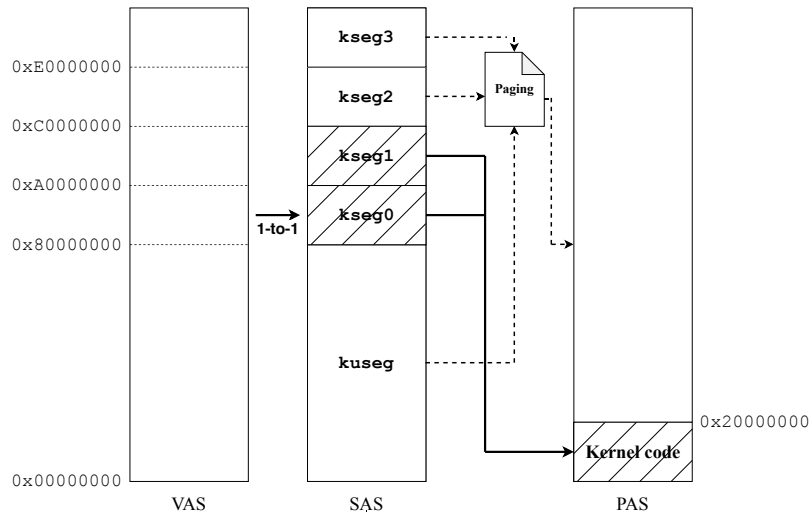 kseg3
0xE0000000
Paging
kseg2
0xC0000000
kseg1
0xA0000000
kseg0
1-to-1
0x80000000
kuseg
0x20000000
Kernel code
0x00000000
VAS
SAS
PAS